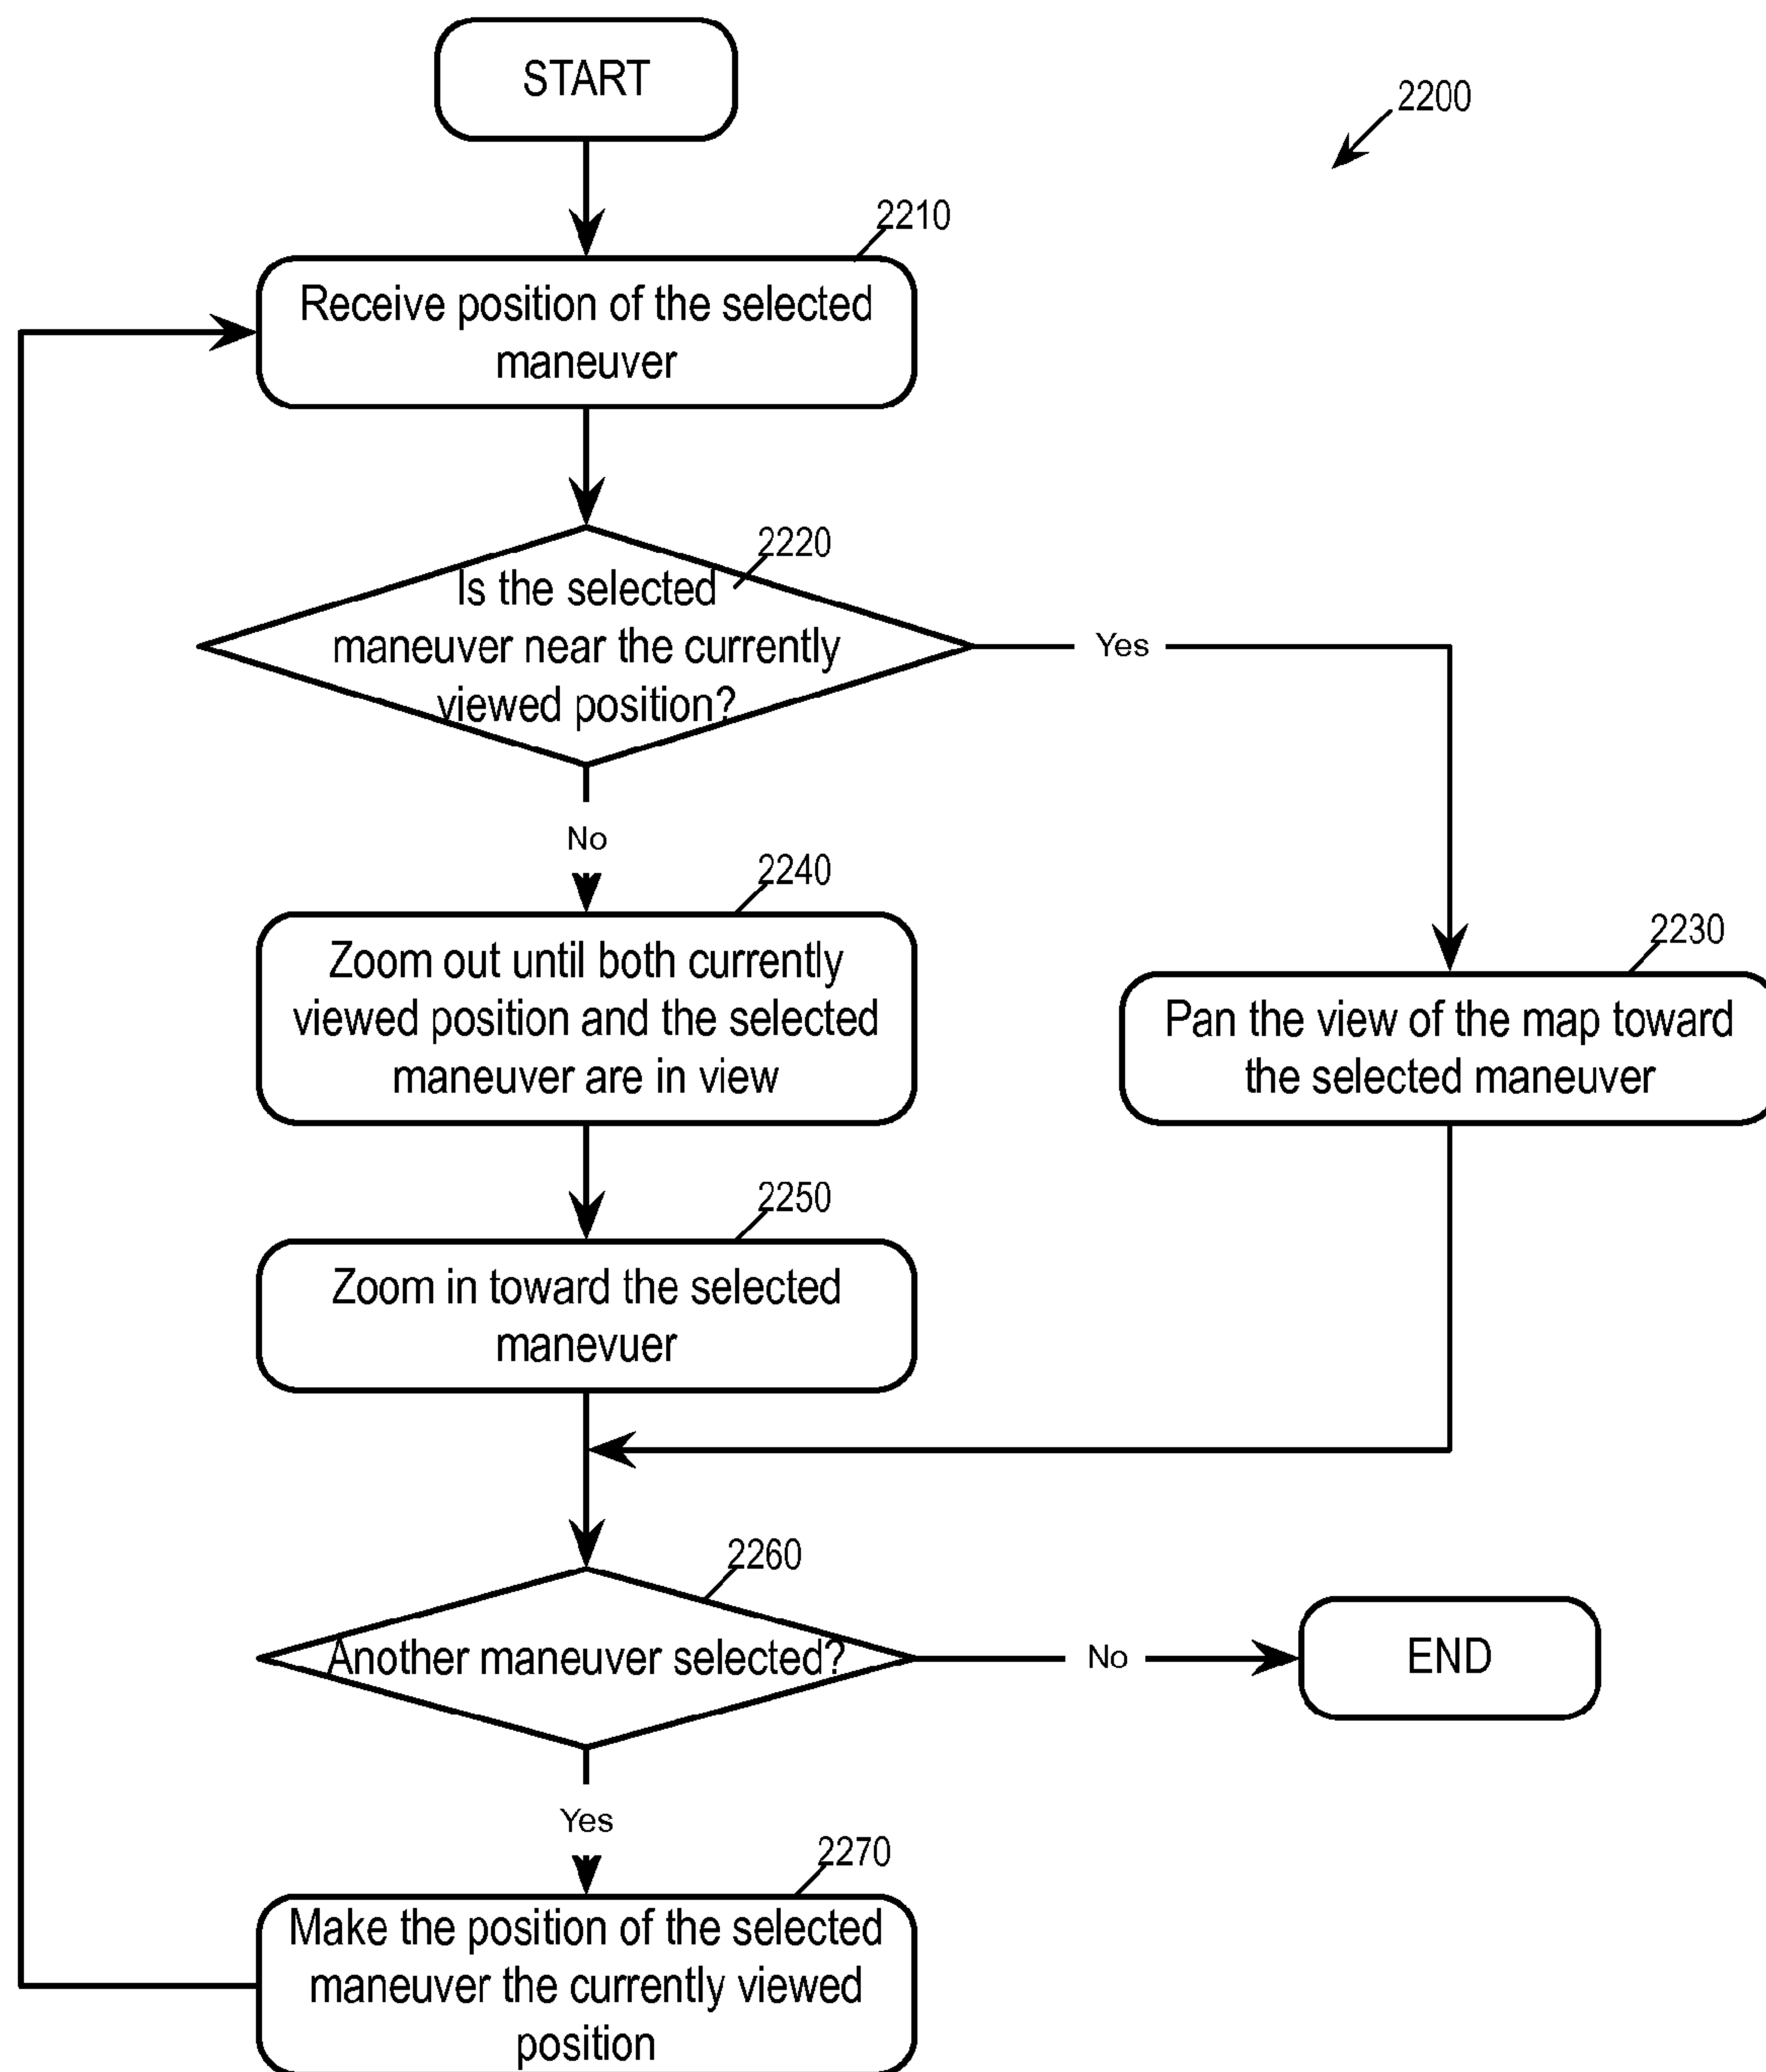 START
2200
2210
Receive position of the selected
maneuver
2220
Is the selected
maneuver near the currently
viewed position?
Yes
No
2240
Zoom out until both currently
viewed position and the selected
maneuver are in view
2230
Pan the view of the map toward
the selected maneuver
2250
Zoom in toward the selected
manevuer
2260
Another maneuver selected?
No
END
Yes
2270
Make the position of the selected
maneuver the currently viewed
position